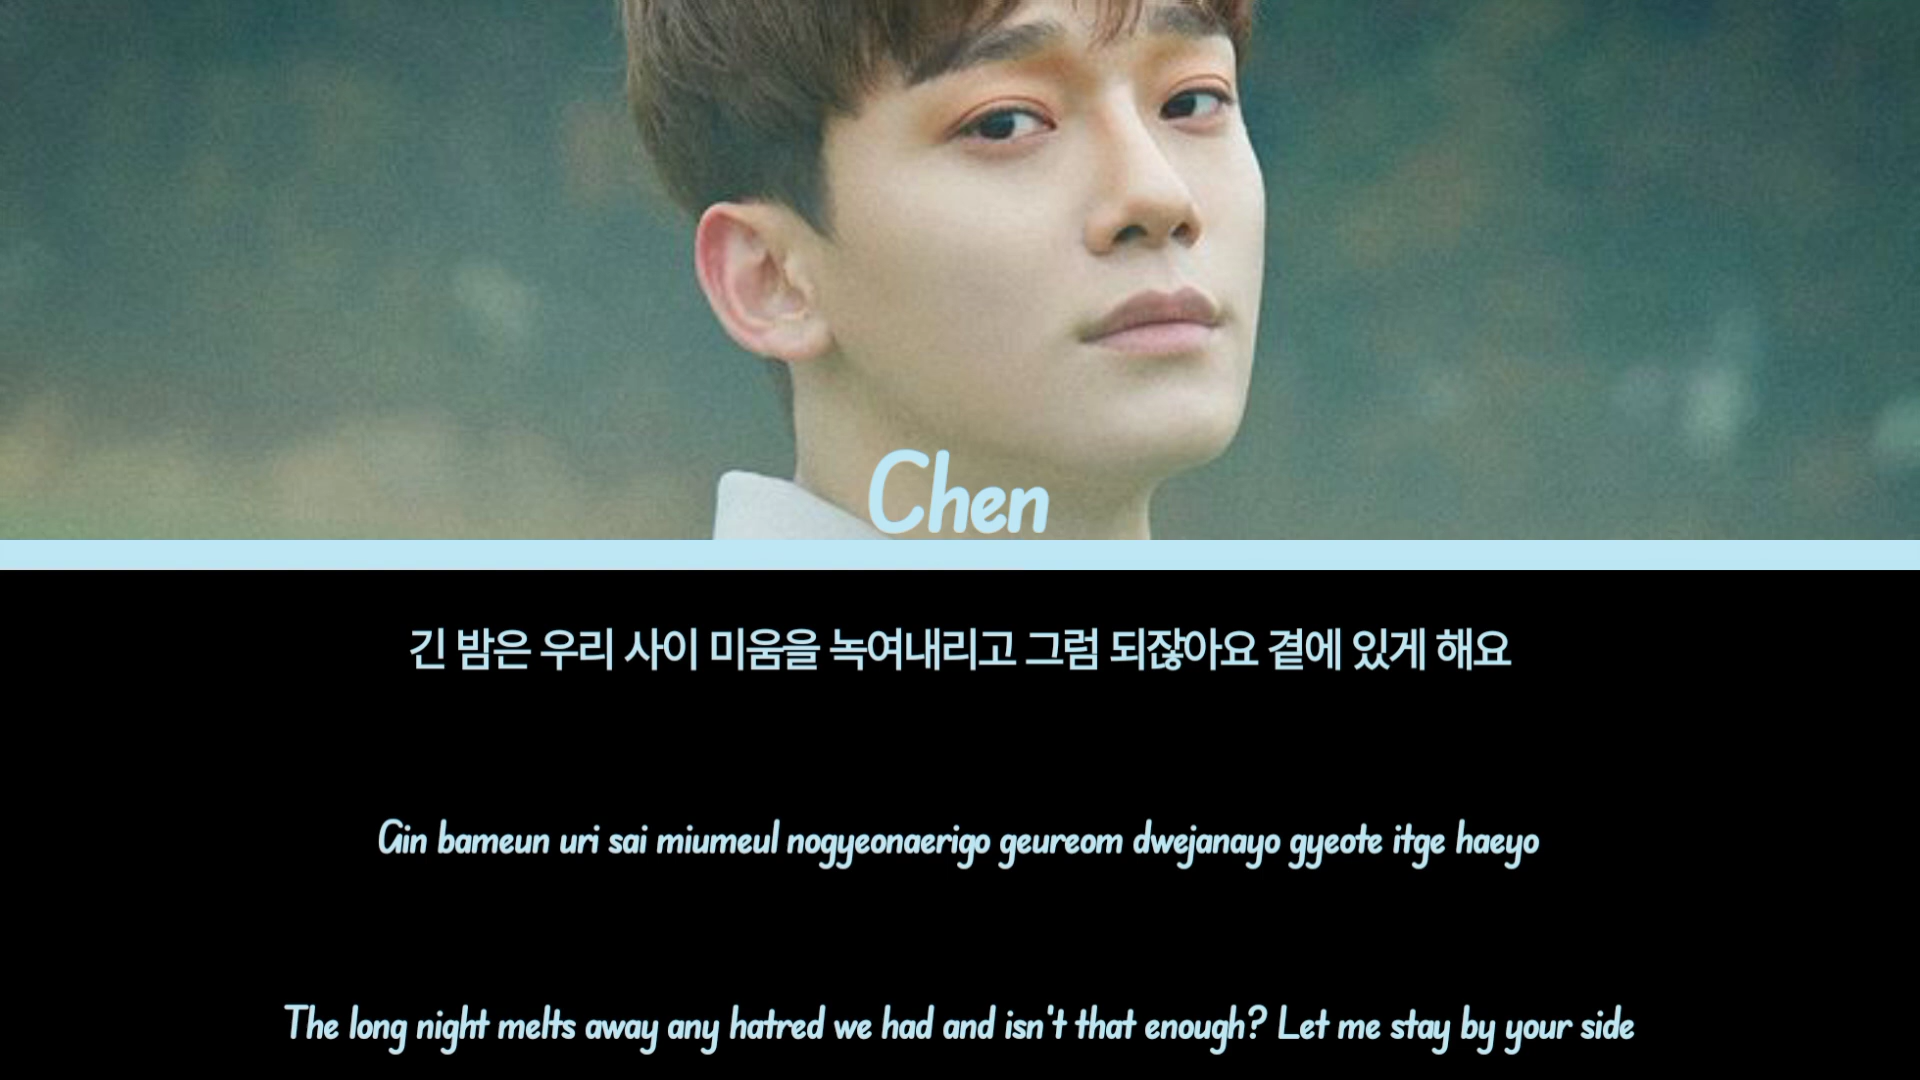 Chen
긴 밤은 우리 사이 미움을 녹여내리고 그럼 되잖아요 곁에 있게 해요
Gin bameun uri sai miumeul nogyeonaerigo geureom dwejanayo gyeote itge haeyo
The long night melts away any hatred we had and isn't that enough? Let me stay by your side